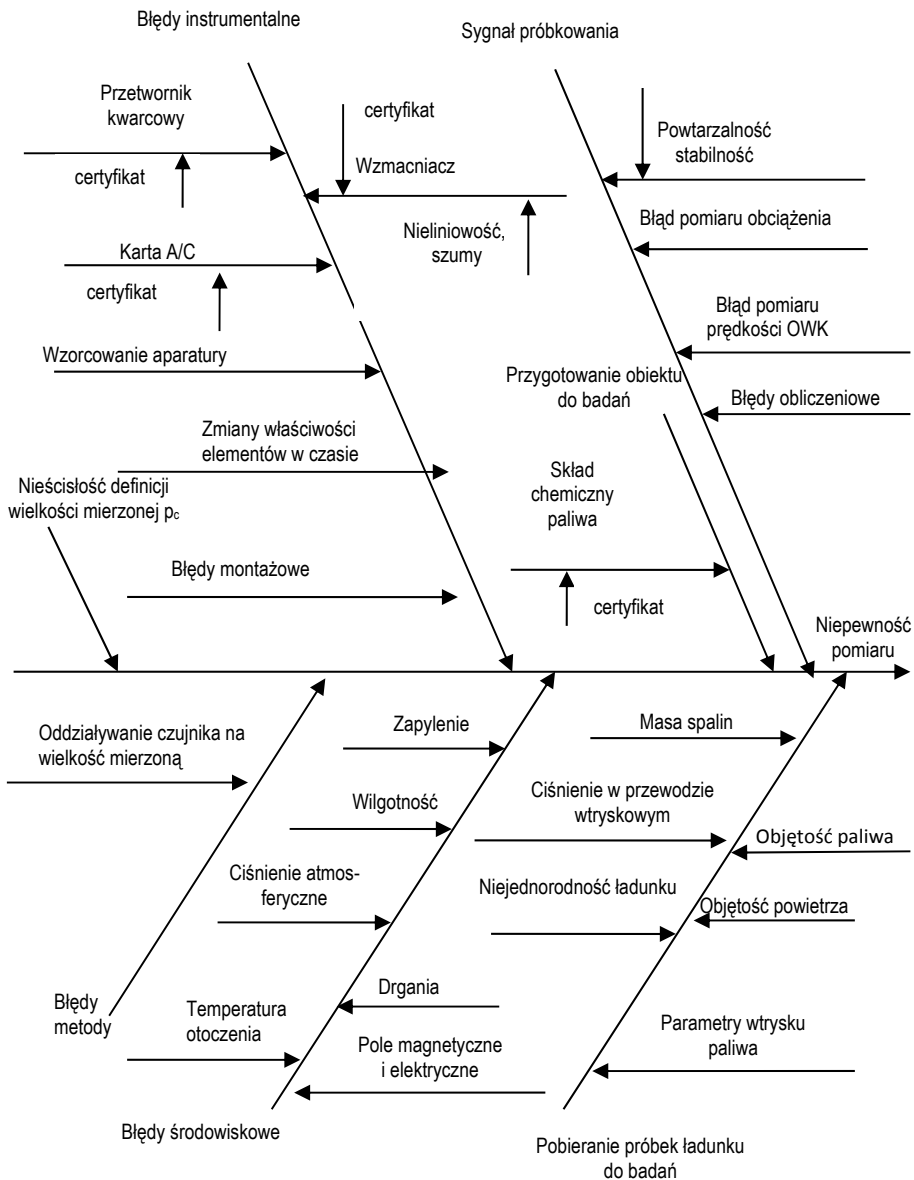 Błędy instrumentalne
Sygnał próbkowania
Przetwornik
kwarcowy
certyfikat
certyfikat
Wzmacniacz
Powtarzalność
stabilność
Nieliniowość,
szumy
Błąd pomiaru obciążenia
Karta A/C
certyfikat
Błąd pomiaru
prędkości OWK
Wzorcowanie aparatury
Przygotowanie obiektu
do badań
Błędy obliczeniowe
Zmiany właściwości
elementów w czasie
Skład
chemiczny
paliwa
Nieścisłość definicji
wielkości mierzonej pc
Błędy montażowe
certyfikat
Niepewność
pomiaru
Oddziaływanie czujnika na
wielkość mierzoną
Zapylenie
Masa spalin
Wilgotność
Ciśnienie w przewodzie
wtryskowym
Objętość paliwa
Ciśnienie atmos-
feryczne
Niejednorodność ładunku
Objętość powietrza
Drgania
Błędy
metody
Temperatura
otoczenia
Pole magnetyczne
i elektryczne
Parametry wtrysku
paliwa
Błędy środowiskowe
Pobieranie próbek ładunku
do badań